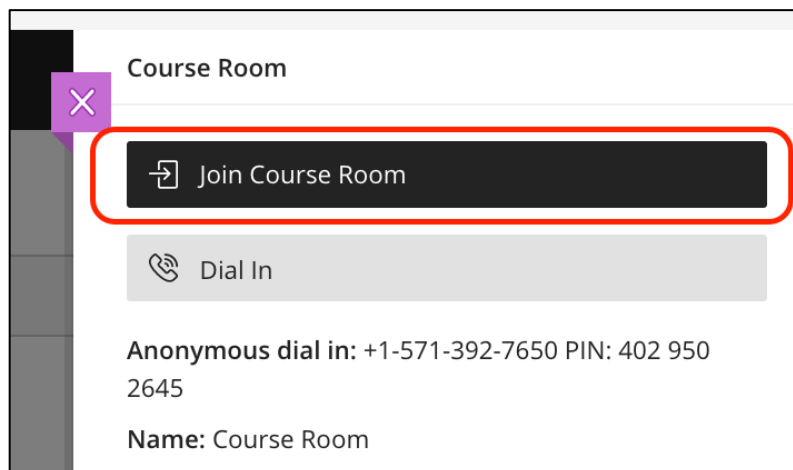 Course Room
Join Course Room
Dial In
Anonymous dial in: +1-571-392-7650 PIN: 402 950
2645
Name: Course Room